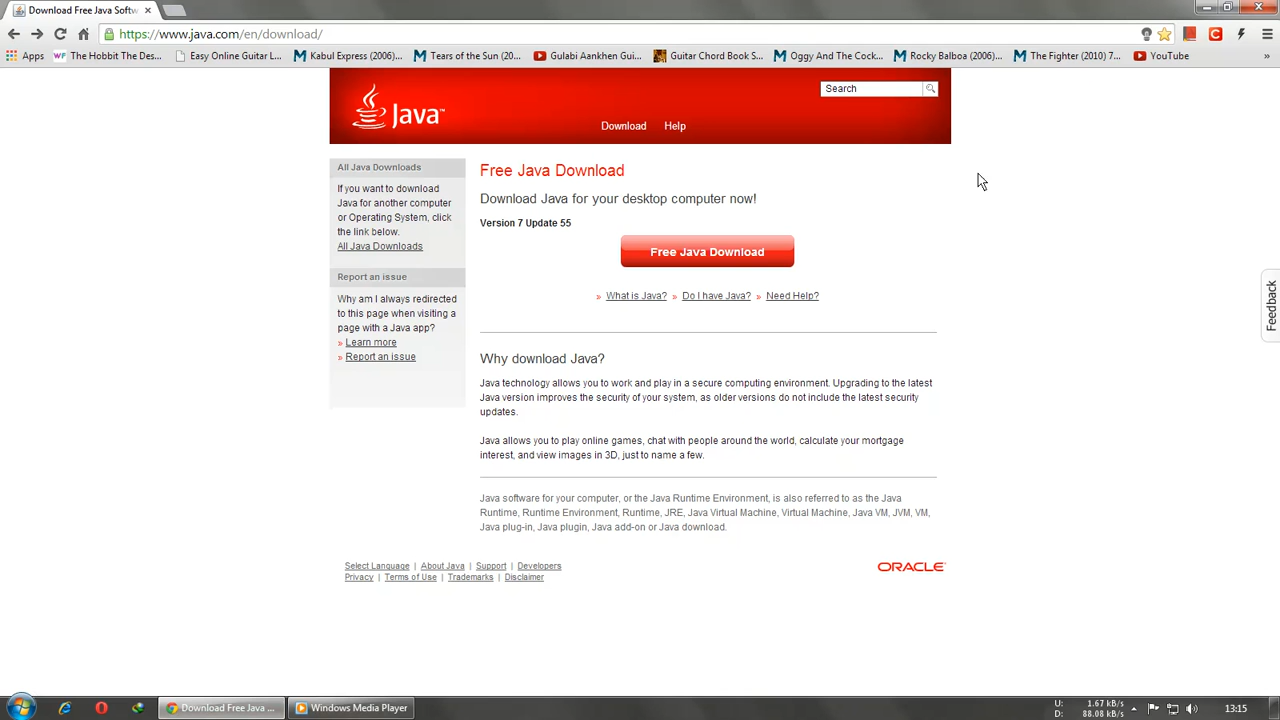 Download Free Java Softw
https://www.java.com/en/download/
Apps
The Hobbit The Des...
Easy Online Guitar L...
Kabul Express (2006)...
Tears of the Sun (20...
Gulabi Aankhen Gui...
Guitar Chord Book S...
Oggy And The Cock...
Rocky Balboa (2006)...
The Fighter (2010) 7...
YouTube
»
Java™
Search
Download Help
All Java Downloads
If you want to download
Java for another computer
or Operating System, click
the link below.
All Java Downloads
Report an issue
Why am I always redirected
to this page when visiting a
page with a Java app?
» Learn more
» Report an issue
Free Java Download
Download Java for your desktop computer now!
Version 7 Update 55
Free Java Download
» What is Java? » Do I have Java? » Need Help?
Why download Java?
Java technology allows you to work and play in a secure computing environment. Upgrading to the latest
Java version improves the security of your system, as older versions do not include the latest security
updates.
Java allows you to play online games, chat with people around the world, calculate your mortgage
interest, and view images in 3D, just to name a few.
Java software for your computer, or the Java Runtime Environment, is also referred to as the Java
Runtime, Runtime Environment, Runtime, JRE, Java Virtual Machine, Virtual Machine, Java VM, JVM, VM,
Java plug-in, Java plugin, Java add-on or Java download.
Select Language | About Java | Support | Developers
Privacy | Terms of Use | Trademarks | Disclaimer
ORACLE
Feedback
Download Free Java ...
Windows Media Player
U: 1.67 kB/s
D: 88.08 kB/s
13:15